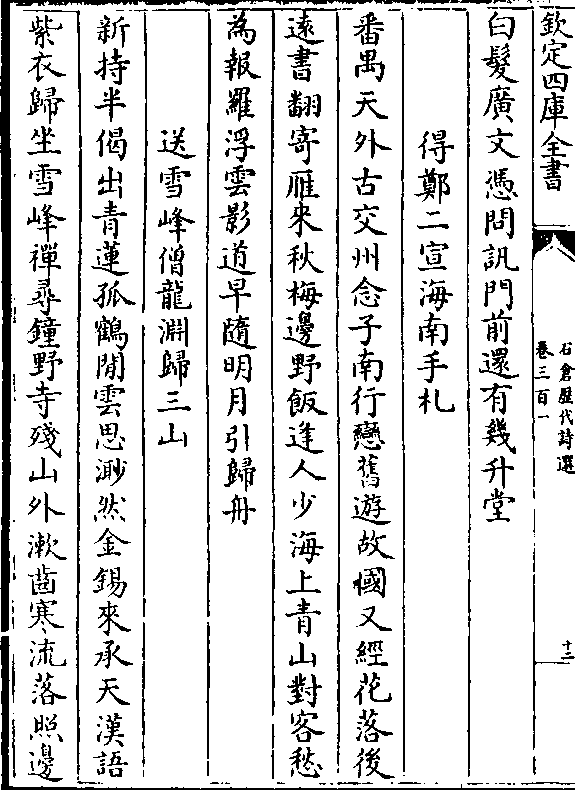 欽定四庫全書
石倉歷代詩選
卷三百一
十二
白髮廣文憑問訊門前還有幾升堂
得鄭二宣海南手札
番禺天外古交州念子南行戀舊遊故國又經花落後
遠書翻寄雁來秋梅邊野飯逢人少海上青山對客愁
為報羅浮雲影道早隨明月引歸舟
送雪峰僧龍淵歸三山
新持半偈出青蓮孤鶴閒雲思渺然金錫來承天漢語
紫衣歸坐雪峰禪尋鐘野寺殘山外漱齒寒流落照邊